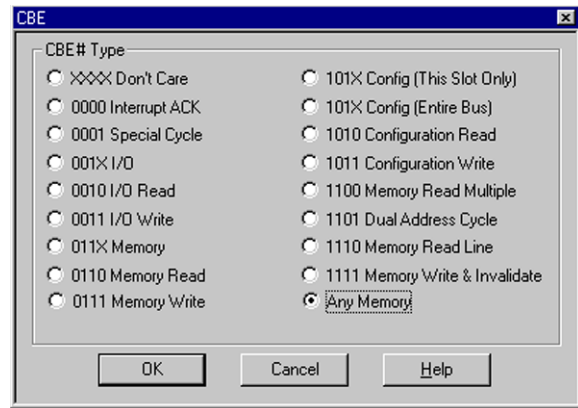 CBE
CBE# Type
XXXX Don't Care
0000 Interrupt ACK
0001 Special Cycle
001X I/O
0010 I/O Read
0011 I/O Write
011X Memory
0110 Memory Read
0111 Memory Write
101X Config (This Slot Only)
101X Config (Entire Bus)
1010 Configuration Read
1011 Configuration Write
1100 Memory Read Multiple
1101 Dual Address Cycle
1110 Memory Read Line
1111 Memory Write & Invalidate
Any Memory
OK Cancel Help